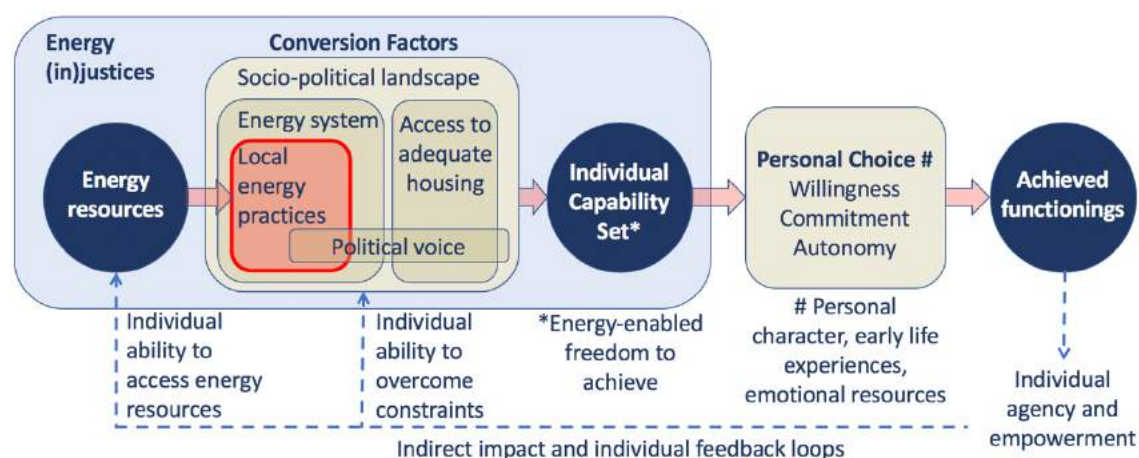 Energy
(in)justices
Conversion Factors
Socio-political landscape
Energy system
Local
energy
practices
Access to
adequate
housing
Political voice
Energy
resources
Individual
Capability
Set*
Personal Choice #
Willingness
Commitment
Autonomy
Achieved
functionings
Individual
ability to
access energy
resources
Individual
ability to
overcome
constraints
*Energy-enabled
freedom to
achieve
# Personal
character, early life
experiences,
emotional resources
Individual
agency and
empowerment
Indirect impact and individual feedback loops